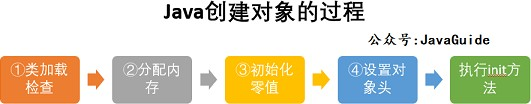 Java创建对象的过程
公众号:JavaGuide
①类加载
检查
②分配内
存
③初始化
零值
④设置对
象头
执行init方
法